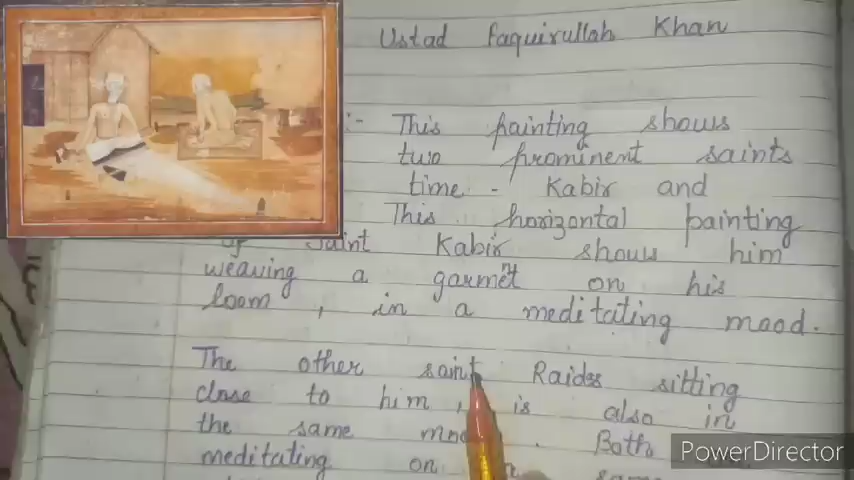 Ustad Faquirullah Khan
:- This painting shows
two prominent saints
time - Kabir and
This horizontal painting
of Saint Kabir shows him
weaving a garment on his
loom, in a meditating mood.
The other saint Raidas sitting
close to him, is also in
the same Both
meditating on
PowerDirector